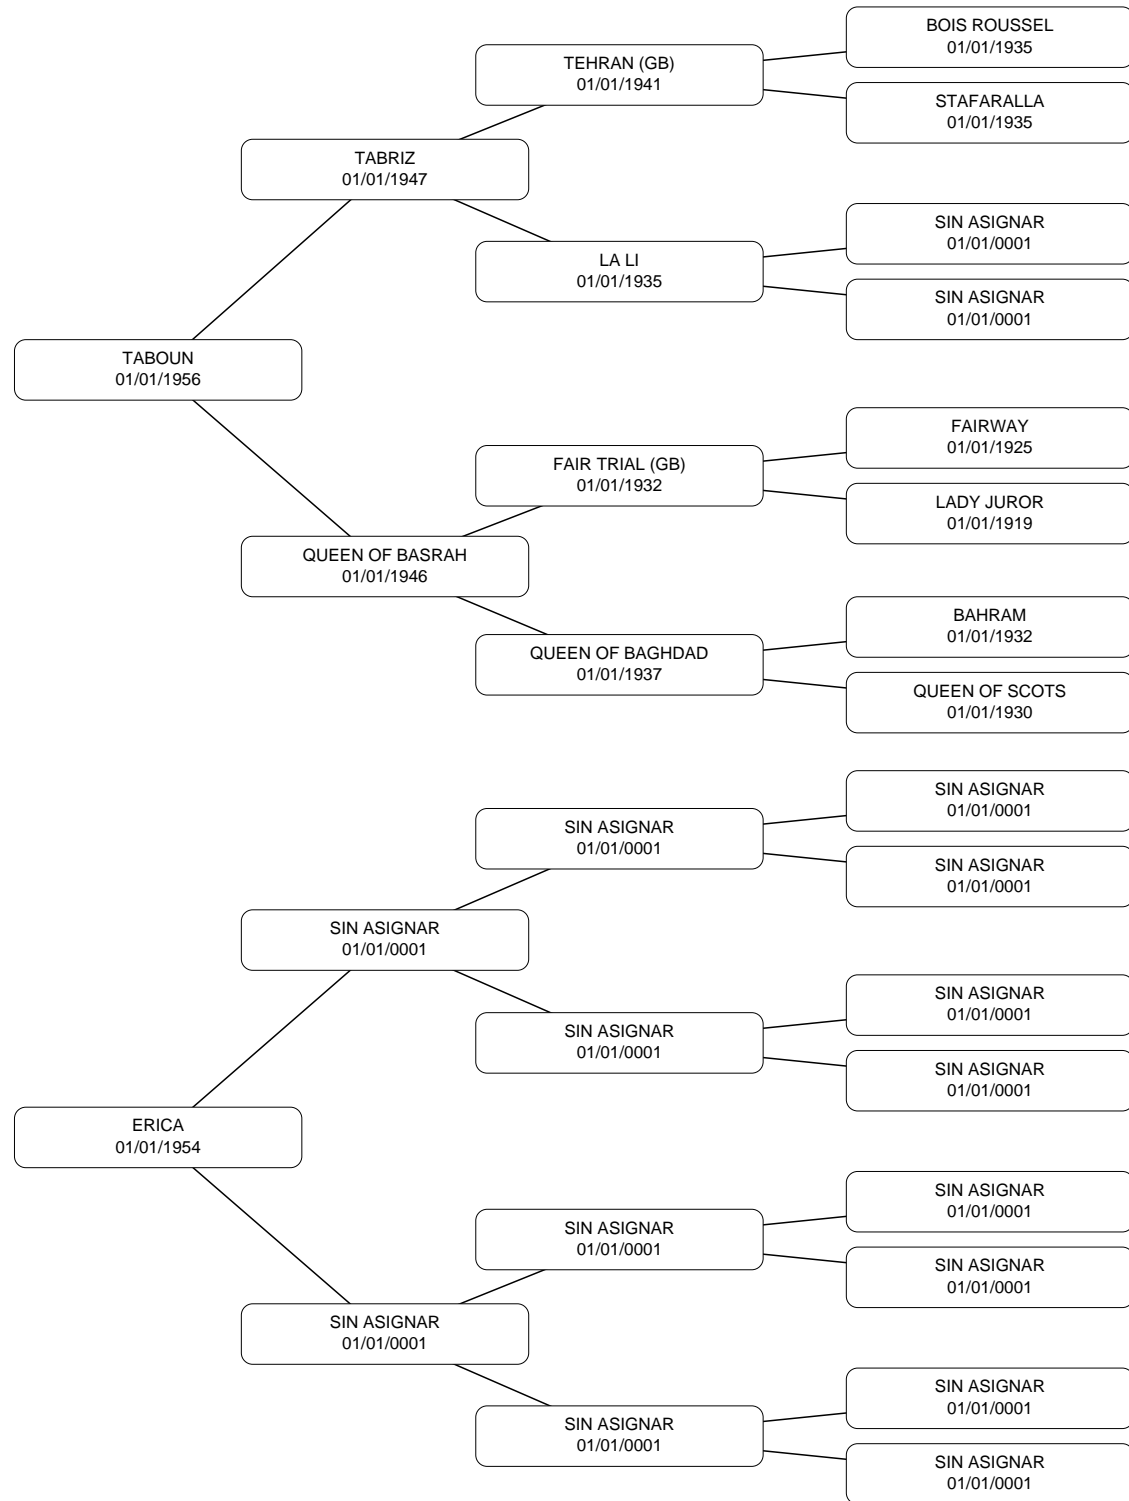 BOIS ROUSSEL
01/01/1935
TEHRAN (GB)
01/01/1941
STAFARALLA
01/01/1935
TABRIZ
01/01/1947
SIN ASIGNAR
01/01/0001
LA LI
01/01/1935
SIN ASIGNAR
01/01/0001
TABOUN
01/01/1956
FAIRWAY
01/01/1925
FAIR TRIAL (GB)
01/01/1932
LADY JUROR
01/01/1919
QUEEN OF BASRAH
01/01/1946
BAHRAM
01/01/1932
QUEEN OF BAGHDAD
01/01/1937
QUEEN OF SCOTS
01/01/1930
SIN ASIGNAR
01/01/0001
SIN ASIGNAR
01/01/0001
SIN ASIGNAR
01/01/0001
SIN ASIGNAR
01/01/0001
SIN ASIGNAR
01/01/0001
SIN ASIGNAR
01/01/0001
SIN ASIGNAR
01/01/0001
ERICA
01/01/1954
SIN ASIGNAR
01/01/0001
SIN ASIGNAR
01/01/0001
SIN ASIGNAR
01/01/0001
SIN ASIGNAR
01/01/0001
SIN ASIGNAR
01/01/0001
SIN ASIGNAR
01/01/0001
SIN ASIGNAR
01/01/0001